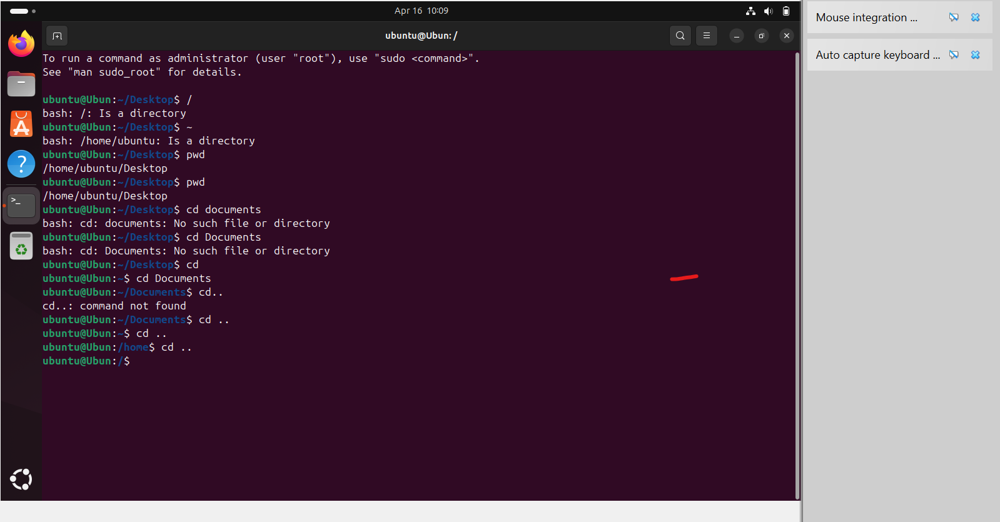 Apr 16 10:09
ubuntu@Ubun: /
To run a command as administrator (user "root"), use "sudo <command>".
See "man sudo_root" for details.
ubuntu@Ubun:~/Desktop$ /
bash: /: Is a directory
ubuntu@Ubun:~/Desktop$ ~
bash: /home/ubuntu: Is a directory
ubuntu@Ubun:~/Desktop$ pwd
/home/ubuntu/Desktop
ubuntu@Ubun:~/Desktop$ pwd
/home/ubuntu/Desktop
ubuntu@Ubun:~/Desktop$ cd documents
bash: cd: documents: No such file or directory
ubuntu@Ubun:~/Desktop$ cd Documents
bash: cd: Documents: No such file or directory
ubuntu@Ubun:~/Desktop$ cd
ubuntu@Ubun:~$ cd Documents
ubuntu@Ubun:~/Documents$ cd..
cd..: command not found
ubuntu@Ubun:~/Documents$ cd ..
ubuntu@Ubun:~$ cd ..
ubuntu@Ubun:/home$ cd ..
ubuntu@Ubun:/$
Mouse integration ...
Auto capture keyboard ...